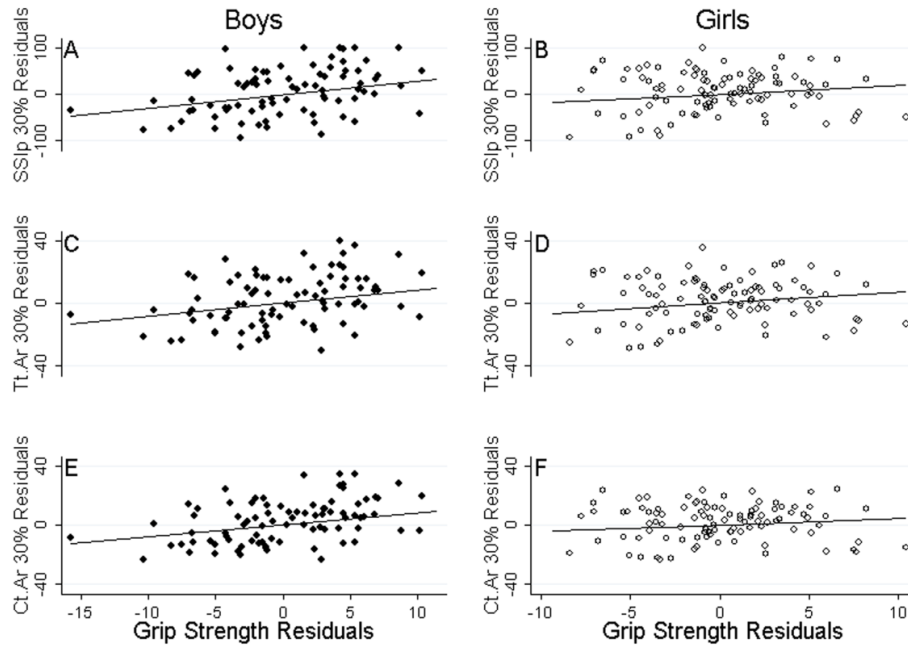 Boys
Girls
A
SSIp 30% Residuals
100
0
-100
B
SSIp 30% Residuals
100
0
-100
C
Tt.Ar 30% Residuals
40
0
-40
D
Tt.Ar 30% Residuals
40
0
-40
E
Ct.Ar 30% Residuals
40
0
-40
F
Ct.Ar 30% Residuals
40
0
-40
-15 -10 -5 0 5 10
Grip Strength Residuals
-10 -5 0 5 10
Grip Strength Residuals